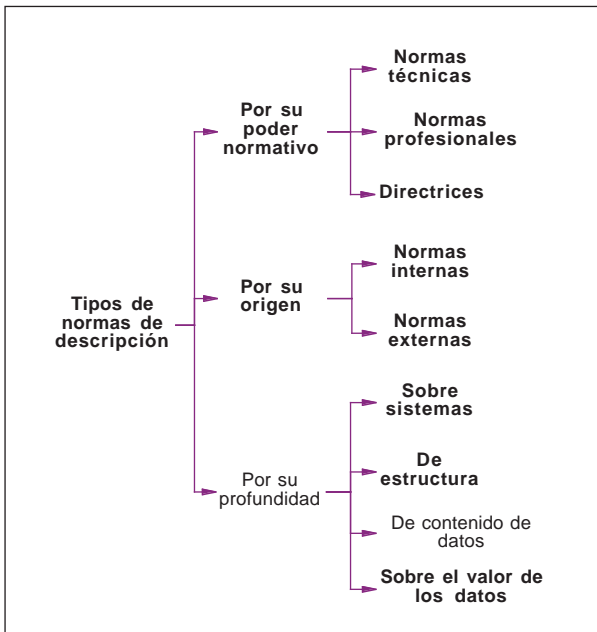 Tipos de
normas de
descripción
Por su
poder
normativo
Normas
técnicas
Normas
profesionales
Directrices
Por su
origen
Normas
internas
Normas
externas
Por su
profundidad
Sobre
sistemas
De
estructura
De contenido de
datos
Sobre el valor de
los datos